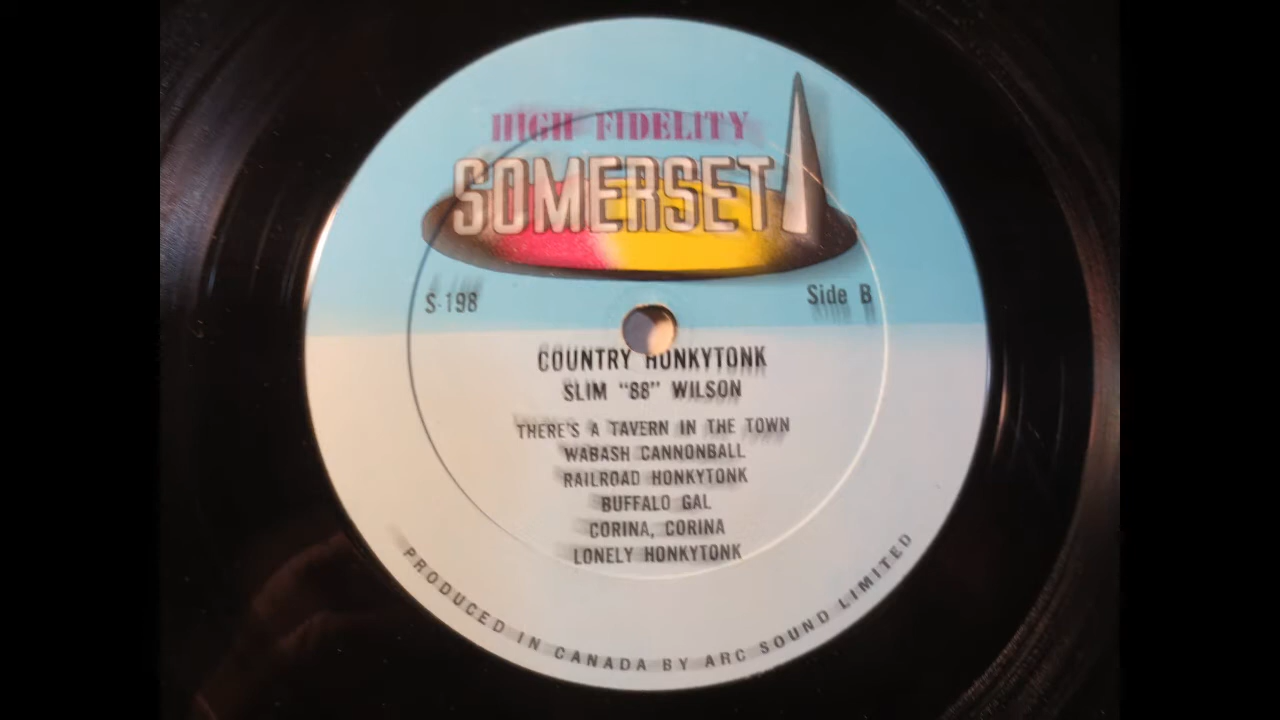 HIGH FIDELITY
SOMERSET
S-198
Side B
COUNTRY HONKYTONK
SLIM "88" WILSON
THERE'S A TAVERN IN THE TOWN
WABASH CANNONBALL
RAILROAD HONKYTONK
BUFFALO GAL
CORINA, CORINA
LONELY HONKYTONK
PRODUCED IN CANADA BY ARC SOUND LIMITED